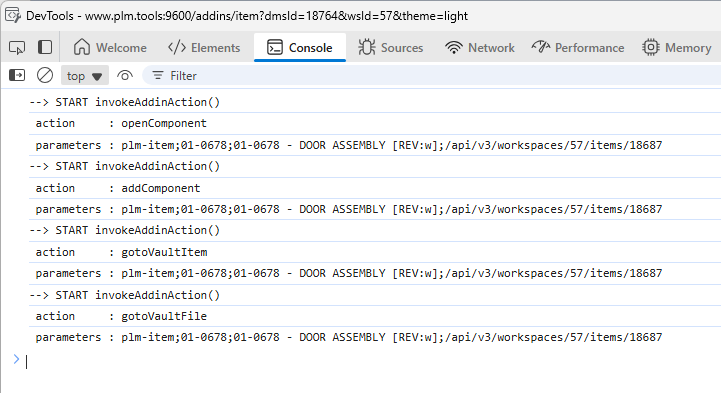 DevTools - www.plm.tools:9600/addins/item?dmsId=18764&wsId=57&theme=light
Welcome Elements Console Sources Network Performance Memory
top Filter
--> START invokeAddinAction()
action     : openComponent
parameters : plm-item;01-0678;01-0678 - DOOR ASSEMBLY [REV:w];/api/v3/workspaces/57/items/18687
--> START invokeAddinAction()
action     : addComponent
parameters : plm-item;01-0678;01-0678 - DOOR ASSEMBLY [REV:w];/api/v3/workspaces/57/items/18687
--> START invokeAddinAction()
action     : gotoVaultItem
parameters : plm-item;01-0678;01-0678 - DOOR ASSEMBLY [REV:w];/api/v3/workspaces/57/items/18687
--> START invokeAddinAction()
action     : gotoVaultFile
parameters : plm-item;01-0678;01-0678 - DOOR ASSEMBLY [REV:w];/api/v3/workspaces/57/items/18687
>